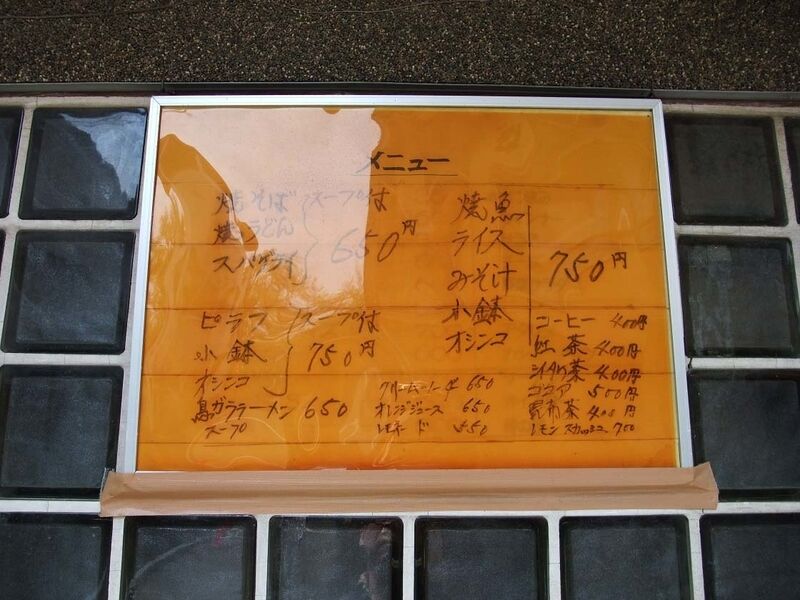 メニュー
焼そば スープ付
焼うどん 650円
スパゲティ
ピラフ スープ付
小鉢 750円
オシンコ
鳥ガララーメン 650
スープ
焼魚
ライス 750円
みそ汁
小鉢
オシンコ
クリームソーダ 650
オレンジジュース 650
レモネード 550
コーヒー 400円
紅茶 400円
シイタケ茶 400円
ココア 500円
昆布茶 400円
レモンスカッシュ 700